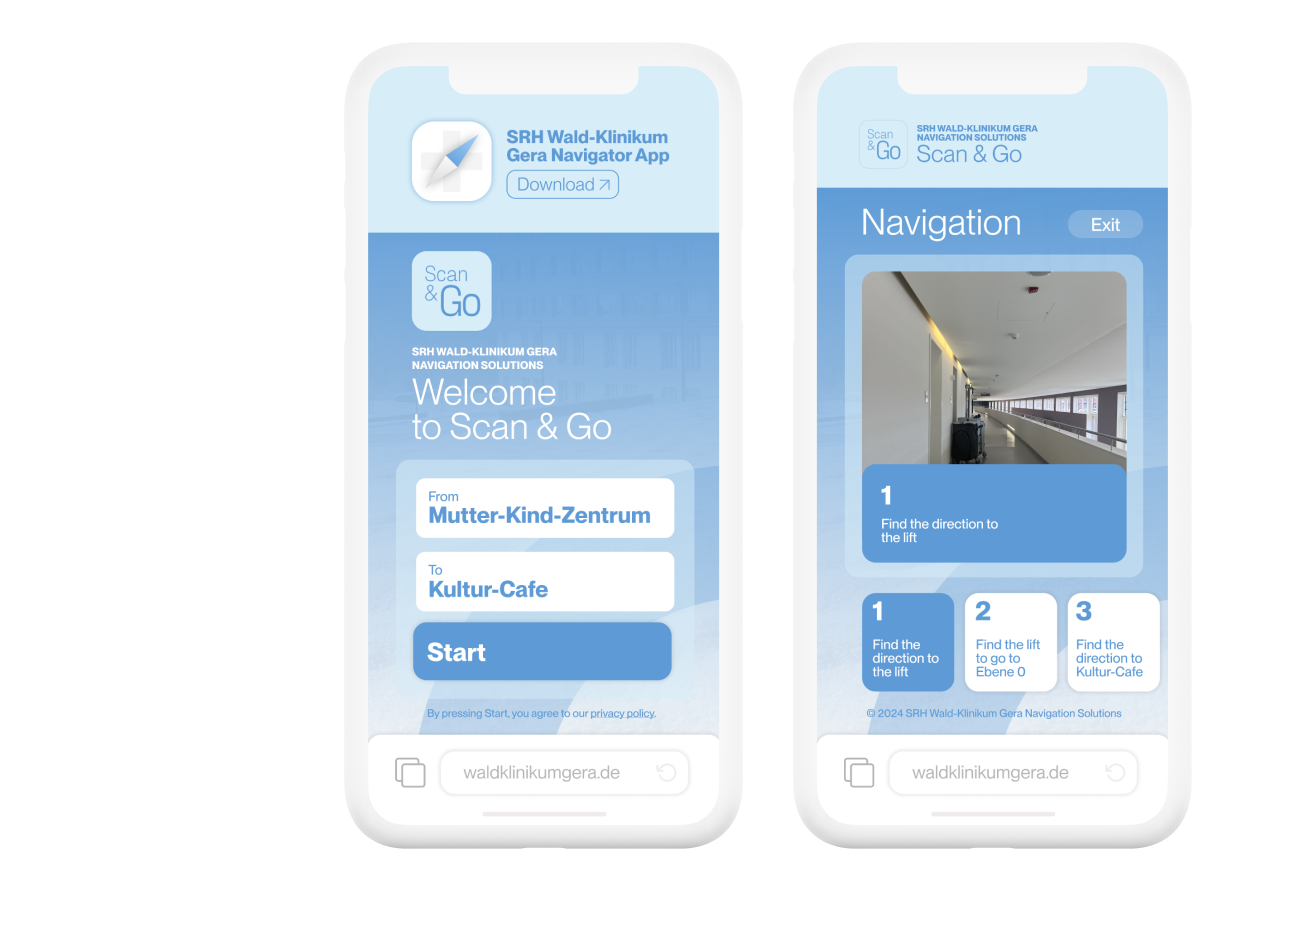 SRH Wald-Klinikum
Gera Navigator App
Download
Scan
&Go
SRH WALD-KLINIKUM GERA
NAVIGATION SOLUTIONS
Welcome
to Scan & Go
From
Mutter-Kind-Zentrum
To
Kultur-Cafe
Start
By pressing Start, you agree to our privacy policy.
waldklinikumgera.de
Scan
&Go
SRH WALD-KLINIKUM GERA
NAVIGATION SOLUTIONS
Scan & Go
Navigation
Exit
1
Find the direction to
the lift
1
Find the
direction to
the lift
2
Find the lift
to go to
Ebene 0
3
Find the
direction to
Kultur-Cafe
© 2024 SRH Wald-Klinikum Gera Navigation Solutions
waldklinikumgera.de